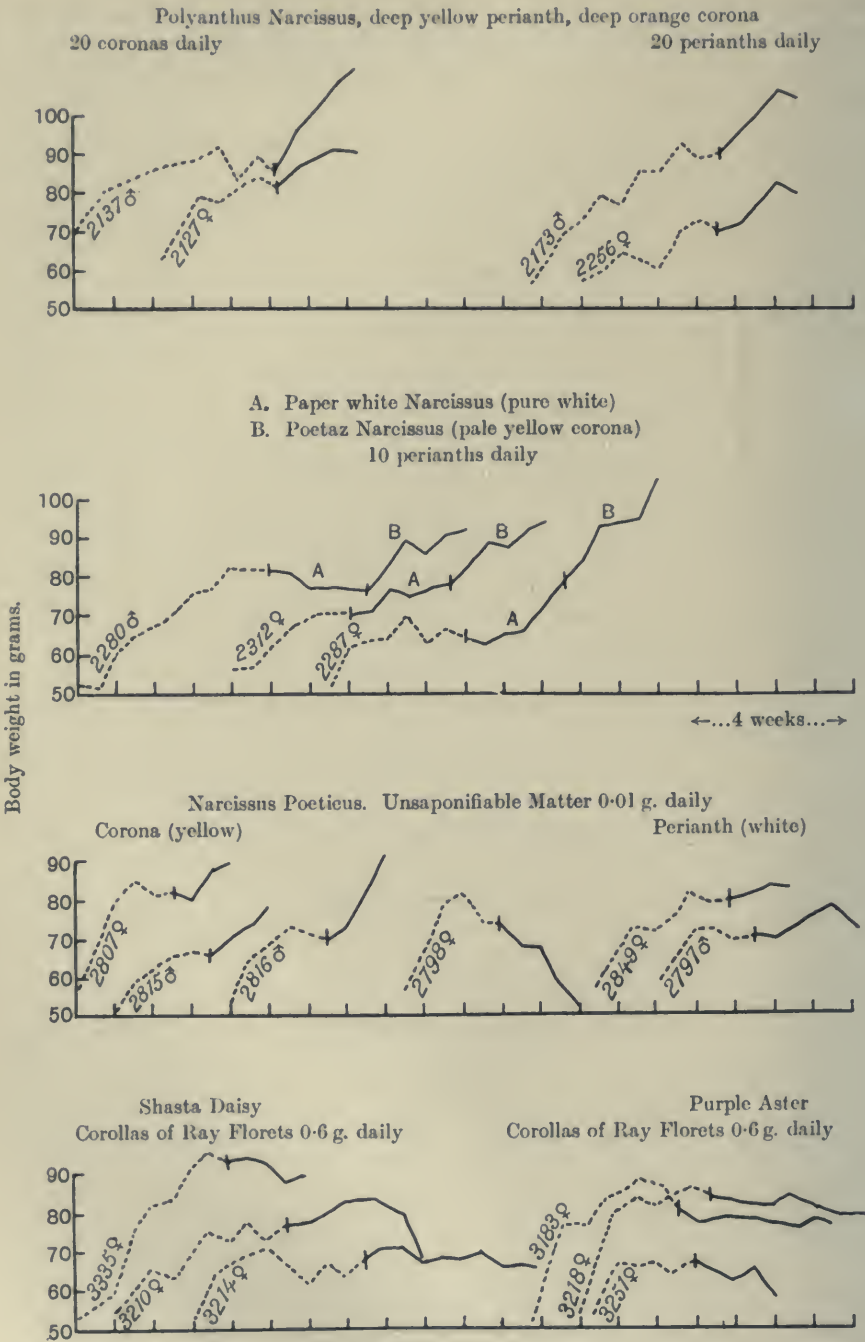 Polyanthus Narcissus, deep yellow perianth, deep orange corona
20 coronas daily 20 perianths daily
100
90
80
70
60
50
2137♂
2127♀
2173♂
2256♀
A. Paper white Narcissus (pure white)
B. Poetaz Narcissus (pale yellow corona)
10 perianths daily
Body weight in grams.
100
90
80
70
60
50
A
B
A
B
A
B
2280♂
2312♀
2287♀
←...4 weeks...→
Narcissus Poeticus. Unsaponifiable Matter 0·01 g. daily
Corona (yellow) Perianth (white)
90
80
70
60
50
2807♀
2815♂
2816♂
2798♀
2849♀
2797♂
Shasta Daisy Purple Aster
Corollas of Ray Florets 0·6 g. daily Corollas of Ray Florets 0·6 g. daily
90
80
70
60
50
3335♀
3210♀
3214♀
3183♀
3218♀
3231♀